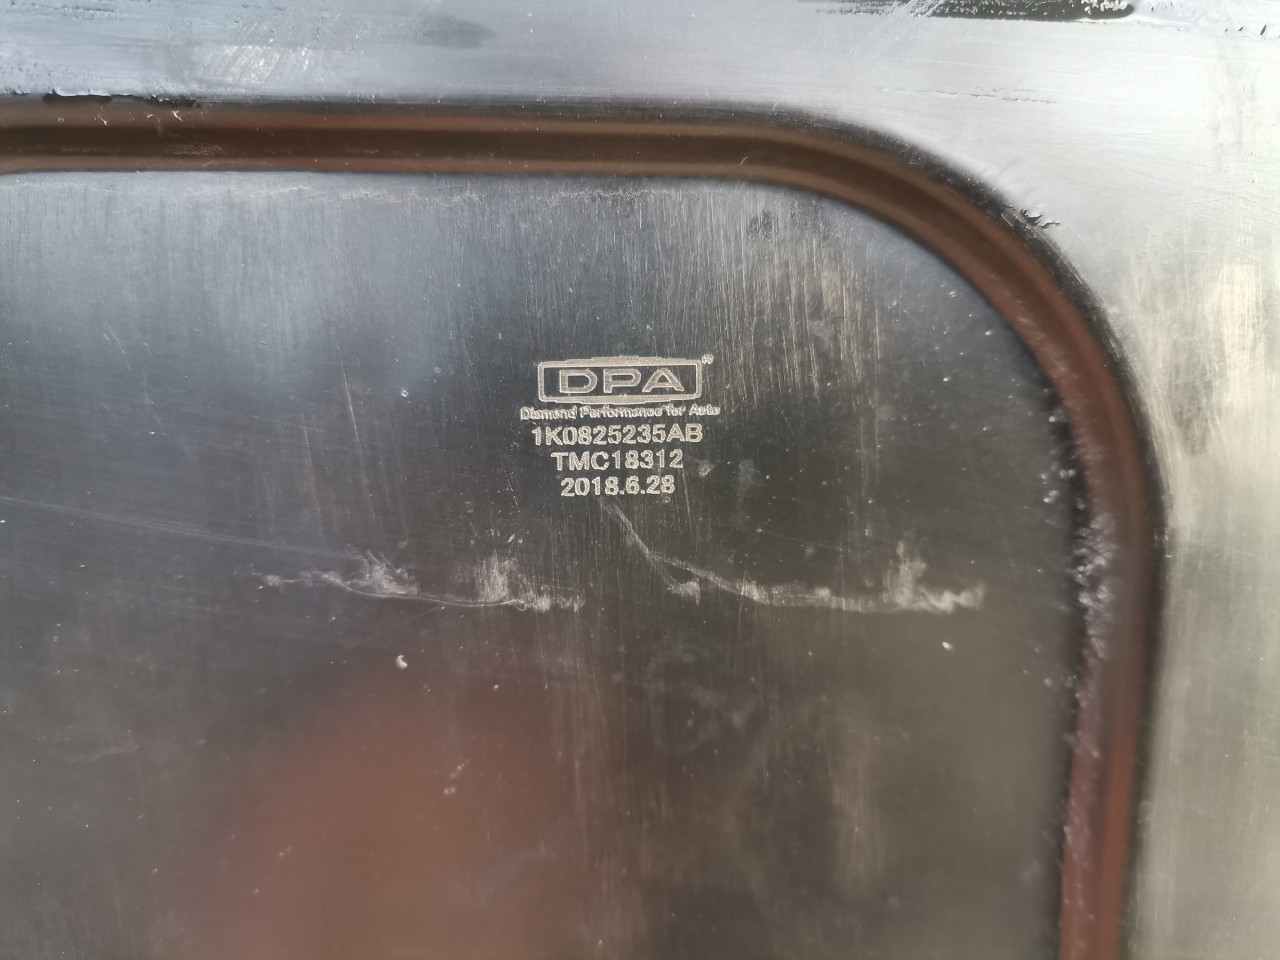 DPA®
Diamond Performance for Auto
1K0825235AB
TMC18312
2018.6.28